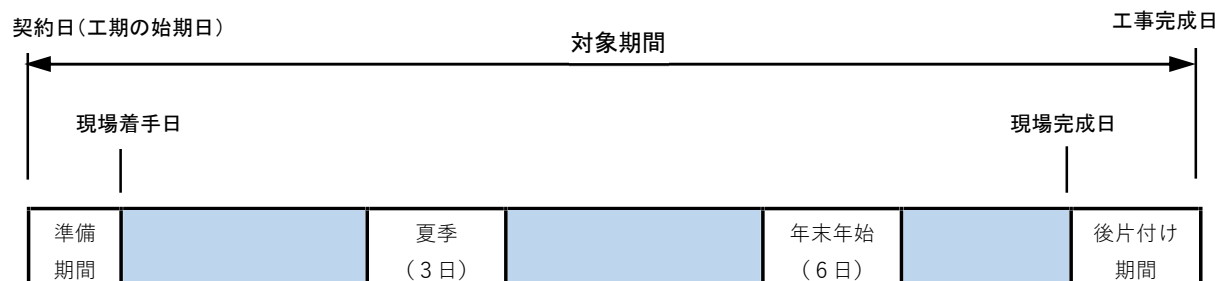 契約日（工期の始期日）
工事完成日
対象期間
現場着手日
現場完成日
準備
期間
夏季
（３日）
年末年始
（６日）
後片付け
期間